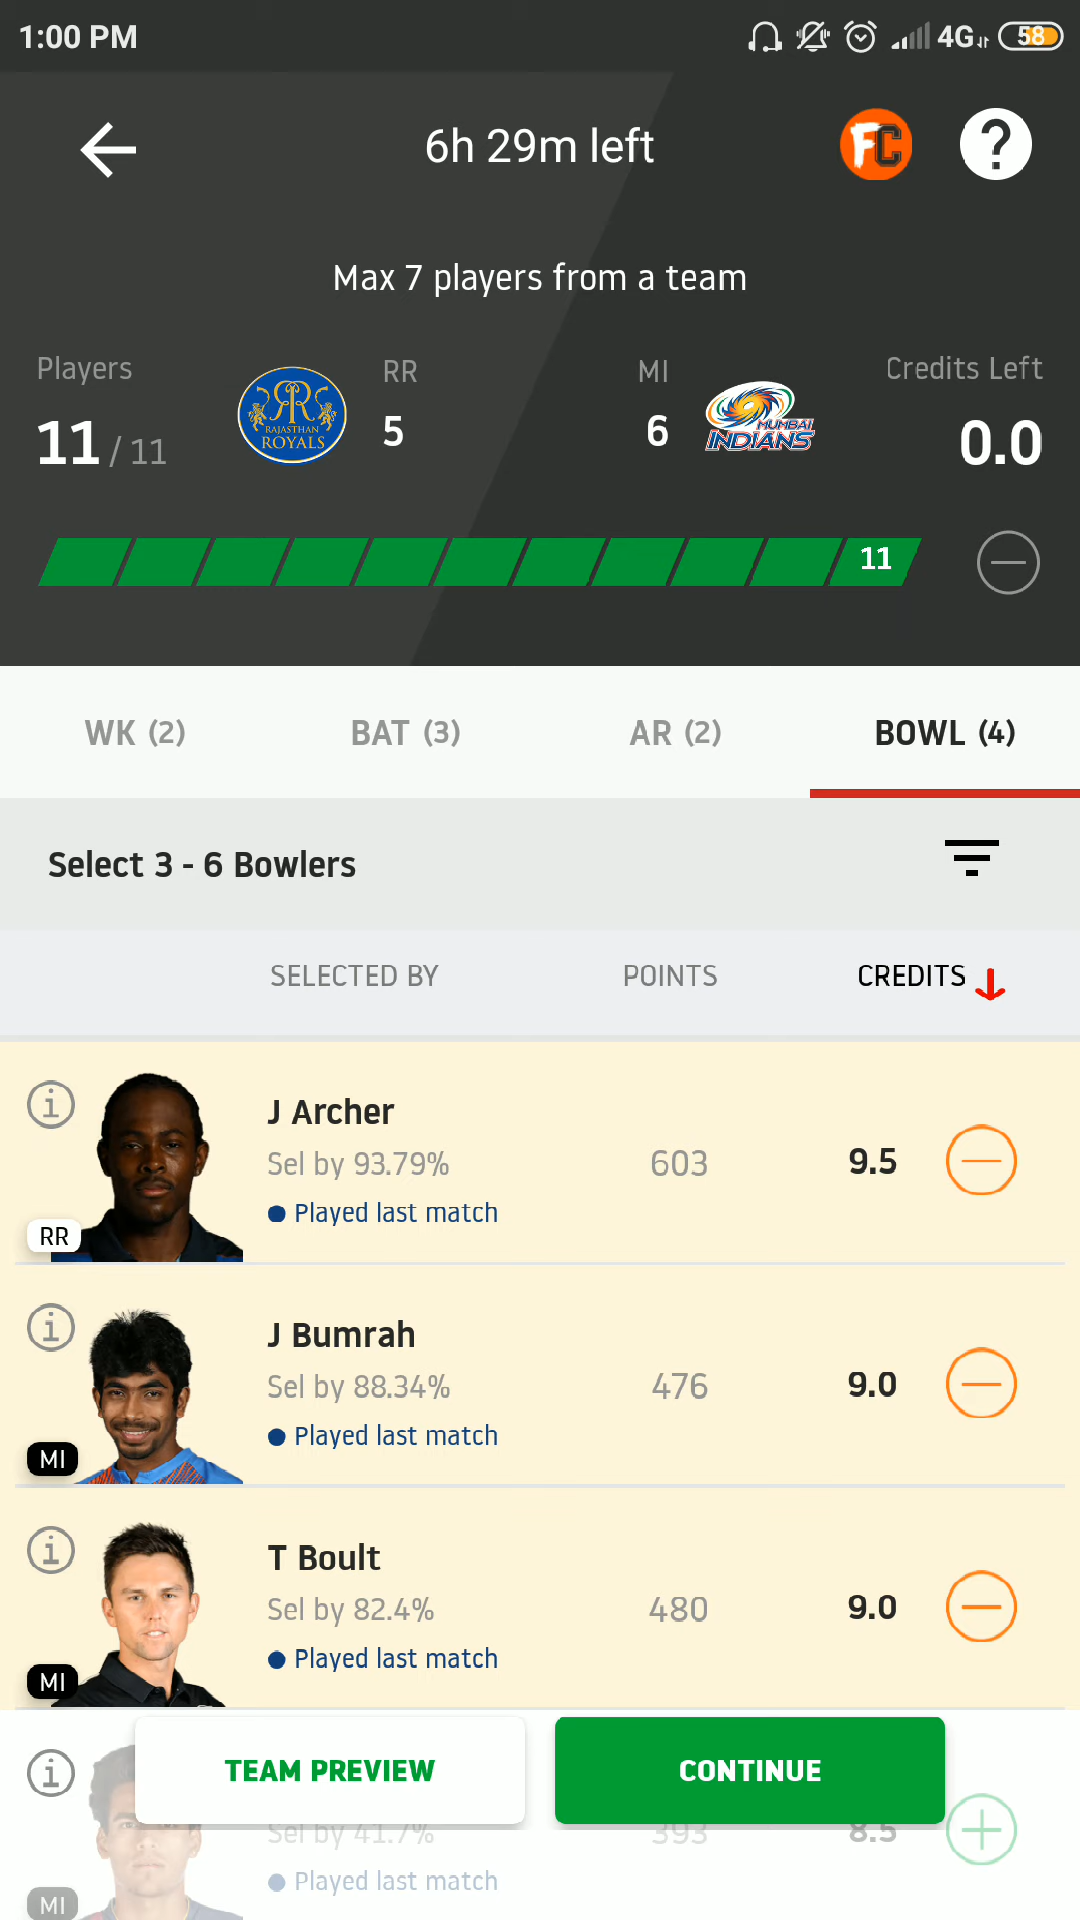 1:00 PM
4G
58
6h 29m left
FC
?
Max 7 players from a team
Players
11 / 11
RAJASTHAN
ROYALS
RR
5
MI
6
MUMBAI
INDIANS
Credits Left
0.0
11
WK (2)
BAT (3)
AR (2)
BOWL (4)
Select 3 - 6 Bowlers
SELECTED BY
POINTS
CREDITS
J Archer
Sel by 93.79%
Played last match
RR
603
9.5
J Bumrah
Sel by 88.34%
Played last match
MI
476
9.0
T Boult
Sel by 82.4%
Played last match
MI
480
9.0
TEAM PREVIEW
CONTINUE
Sel by 41.7%
393
8.5
Played last match
MI